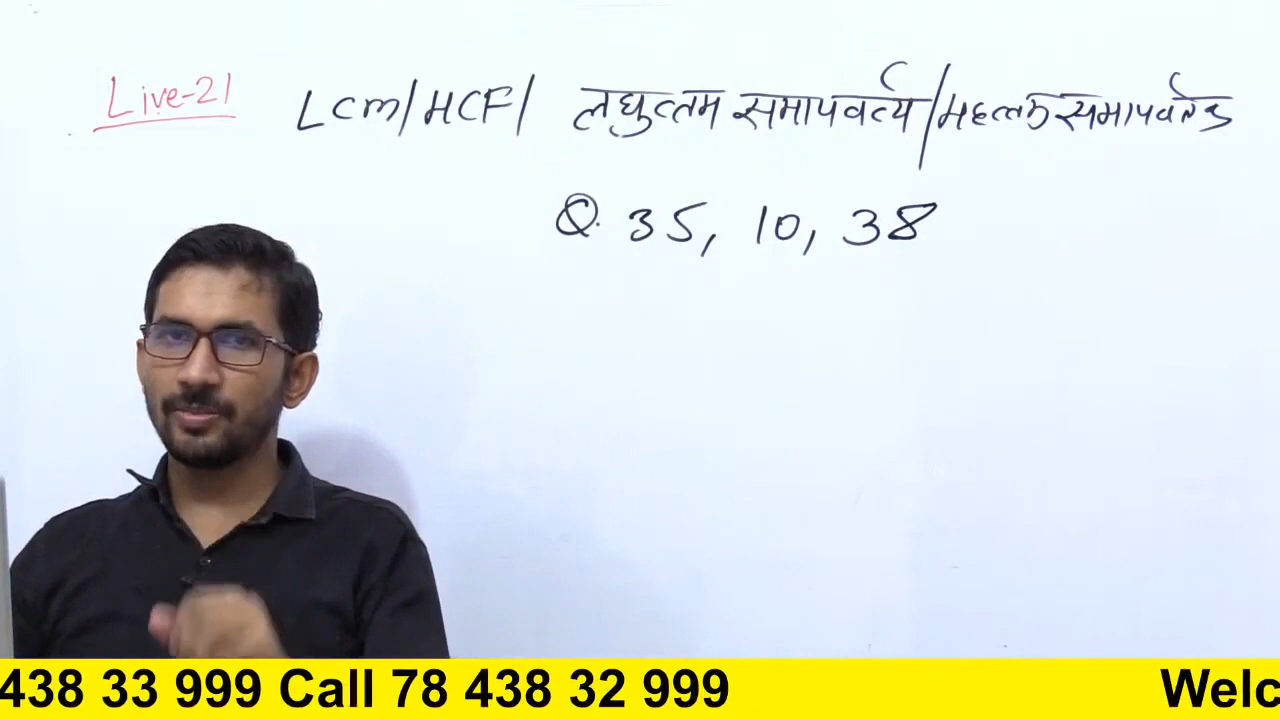 Live-21 LCM/HCF/ लघुत्तम समापवर्त्य/महत्तम समापवर्तक
Q. 35, 10, 38
438 33 999 Call 78 438 32 999 Welc